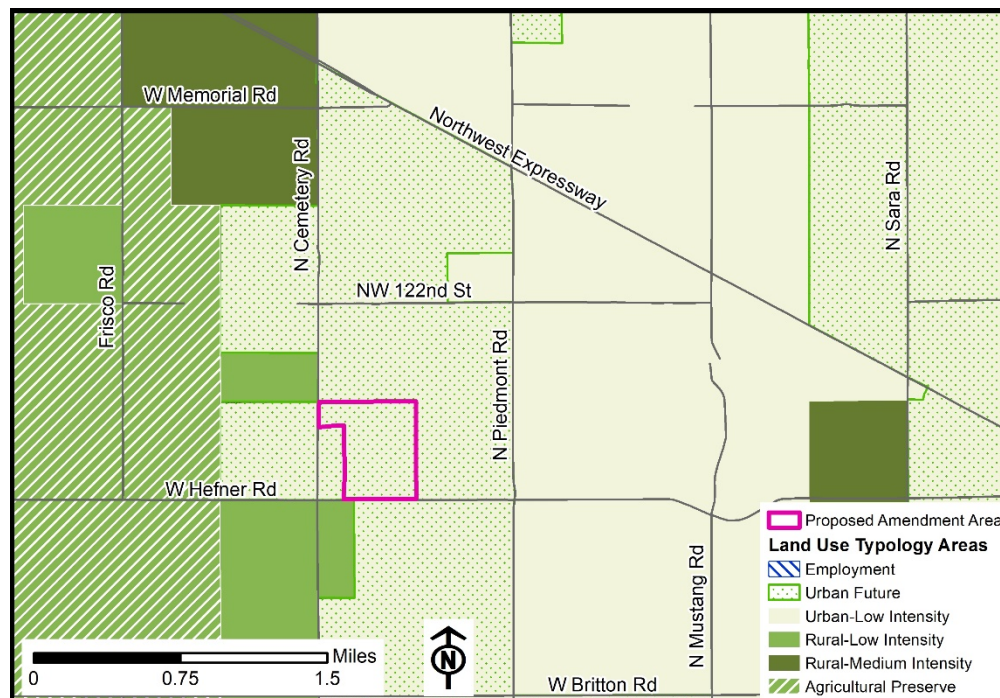 W Memorial Rd
Northwest Expressway
N Cemetery Rd
N Sara Rd
Frisco Rd
NW 122nd St
N Piedmont Rd
W Hefner Rd
N Mustang Rd
W Britton Rd
Miles
0 0.75 1.5
N
Proposed Amendment Area
Land Use Typology Areas
Employment
Urban Future
Urban-Low Intensity
Rural-Low Intensity
Rural-Medium Intensity
Agricultural Preserve